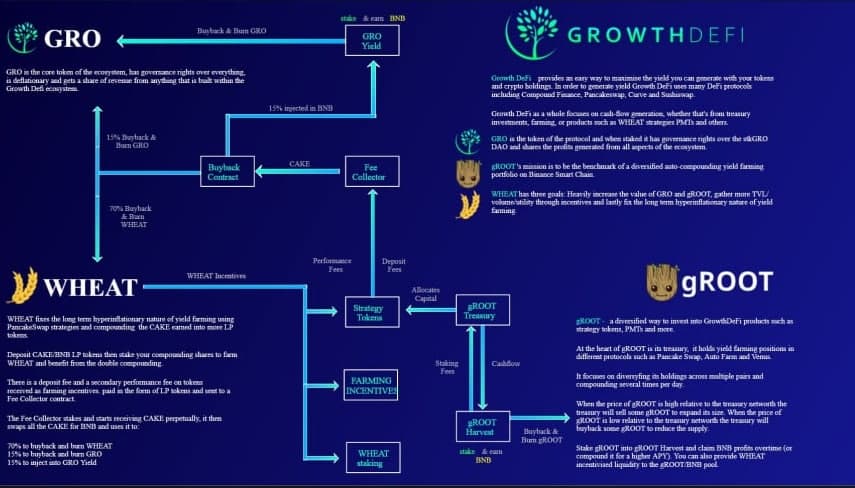 GRO
Buyback & Burn GRO
stake & earn BNB
GRO
Yield
GRO is the core token of the ecosystem, has governance rights over everything,
is deflationary and gets a share of revenue from anything that is built within the
Growth Defi ecosystem.
15% injected in BNB
15% Buyback &
Burn GRO
Buyback
Contract
CAKE
Fee
Collector
70% Buyback
& Burn
WHEAT
GROWTHDEFI
Growth DeFi provides an easy way to maximise the yield you can generate with your tokens
and crypto holdings. In order to generate yield Growth DeFi uses many DeFi protocols
including Compound Finance, Pancakeswap, Curve and Sushiswap.
Growth DeFi as a whole focuses on cash-flow generation, whether that's from treasury
investments, farming, or products such as WHEAT strategies PMTs and others.
GRO is the token of the protocol and when staked it has governance rights over the stkGRO
DAO and shares the profits generated from all aspects of the ecosystem.
gROOT's mission is to be the benchmark of a diversified auto-compounding yield farming
portfolio on Binance Smart Chain.
WHEAT has three goals: Heavily increase the value of GRO and gROOT, gather more TVL/
volume/utility through incentives and lastly fix the long term hyperinflationary nature of yield
farming.
WHEAT
WHEAT Incentives
Performance
Fees
Deposit
Fees
WHEAT fixes the long term hyperinflationary nature of yield farming using
PancakeSwap strategies and compounding the CAKE earned into more LP
tokens.
Deposit CAKE/BNB LP tokens then stake your compounding shares to farm
WHEAT and benefit from the double compounding.
There is a deposit fee and a secondary performance fee on tokens
received as farming incentives. paid in the form of LP tokens and sent to a
Fee Collector contract.
The Fee Collector stakes and starts receiving CAKE perpetually, it then
swaps all the CAKE for BNB and uses it to:
70% to buyback and burn WHEAT
15% to buyback and burn GRO
15% to inject into GRO Yield
Strategy
Tokens
Allocates
Capital
gROOT
Treasury
Staking
Fees
Cashflow
FARMING
INCENTIVES
gROOT
Harvest
Buyback &
Burn gROOT
stake & earn
BNB
WHEAT
staking
gROOT
gROOT - a diversified way to invest into GrowthDeFi products such as
strategy tokens, PMTs and more.
At the heart of gROOT is its treasury, it holds yield farming positions in
different protocols such as Pancake Swap, Auto Farm and Venus.
It focuses on diversyfing its holdings across multiple pairs and
compounding several times per day.
When the price of gROOT is high relative to the treasury networth the
treasury will sell some gROOT to expand its size. When the price of
gROOT is low relative to the treasury networth the treasury will
buyback some gROOT to reduce the supply.
Stake gROOT into gROOT Harvest and claim BNB profits overtime (or
compound it for a higher APY). You can also provide WHEAT
incentivised liquidity to the gROOT/BNB pool.